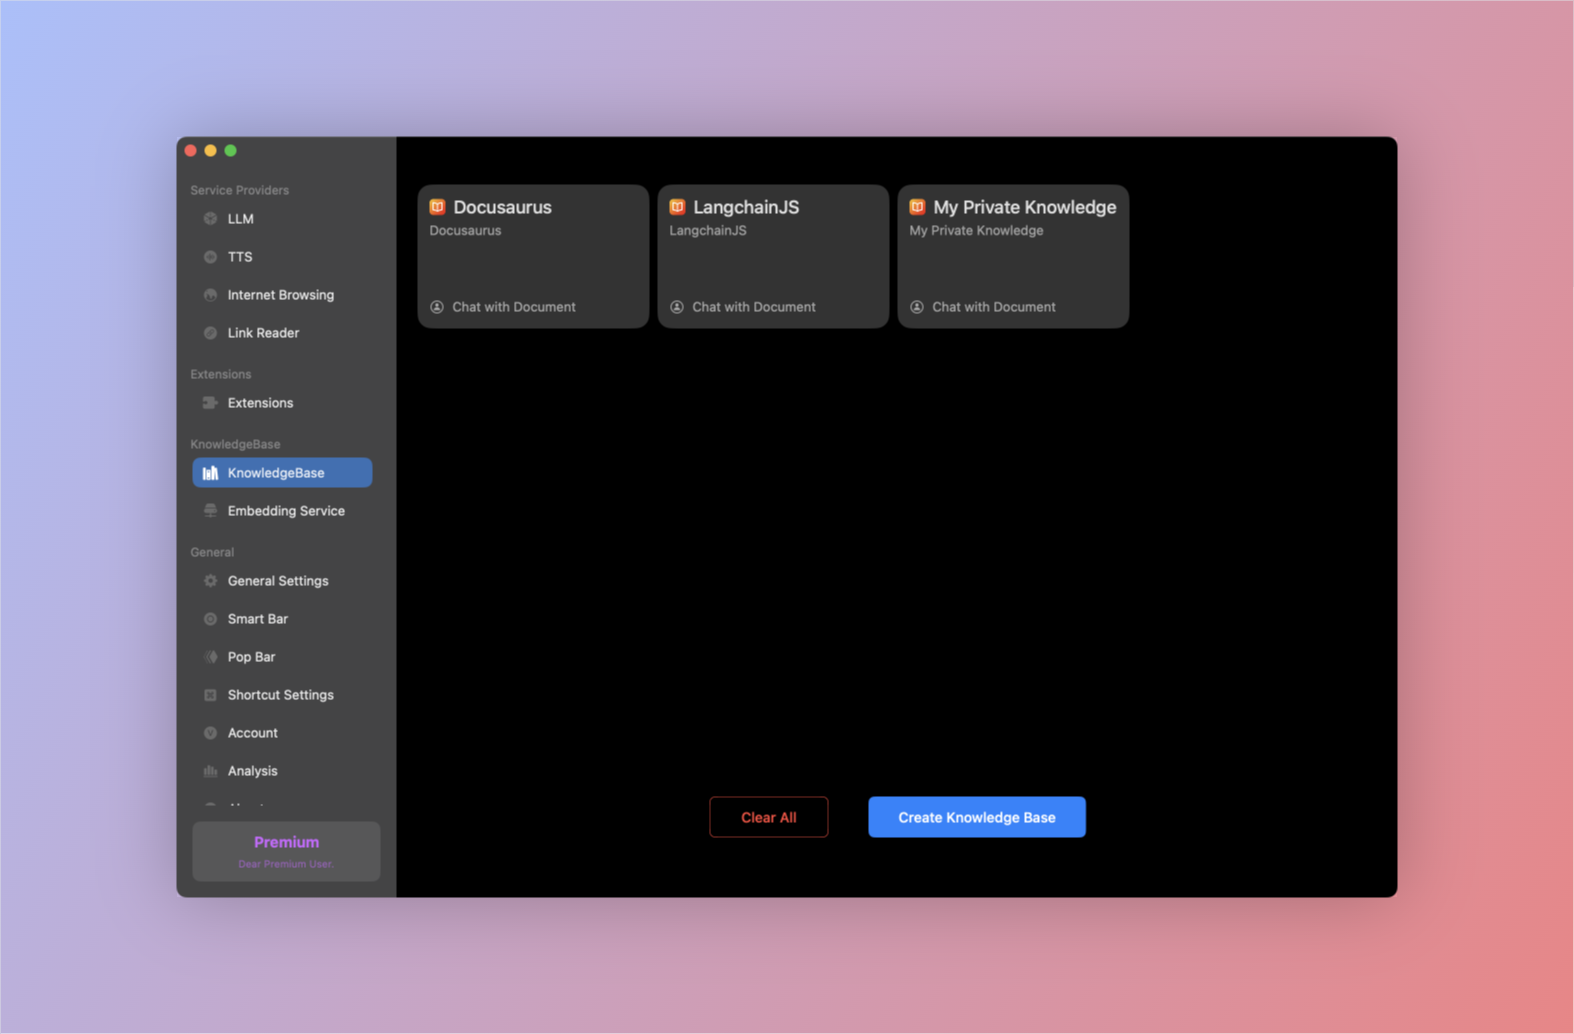 Service Providers
LLM
TTS
Internet Browsing
Link Reader
Extensions
Extensions
KnowledgeBase
KnowledgeBase
Embedding Service
General
General Settings
Smart Bar
Pop Bar
Shortcut Settings
Account
Analysis
Premium
Dear Premium User.
Docusaurus
Docusaurus
Chat with Document
LangchainJS
LangchainJS
Chat with Document
My Private Knowledge
My Private Knowledge
Chat with Document
Clear All
Create Knowledge Base